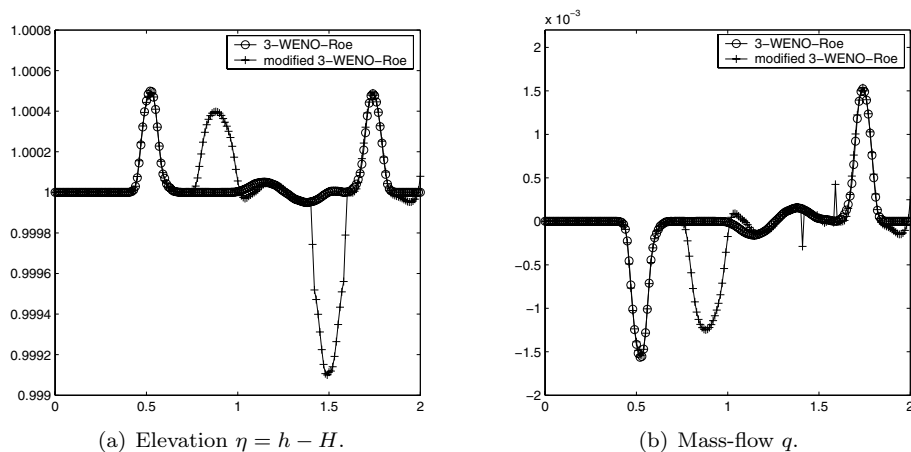 1.0008
1.0006
1.0004
1.0002
1
0.9998
0.9996
0.9994
0.9992
0.999
0 0.5 1 1.5 2
3-WENO-Roe
modified 3-WENO-Roe
(a) Elevation η = h − H.
x 10⁻³
2
1.5
1
0.5
0
−0.5
−1
−1.5
−2
0 0.5 1 1.5 2
3-WENO-Roe
modified 3-WENO-Roe
(b) Mass-flow q.